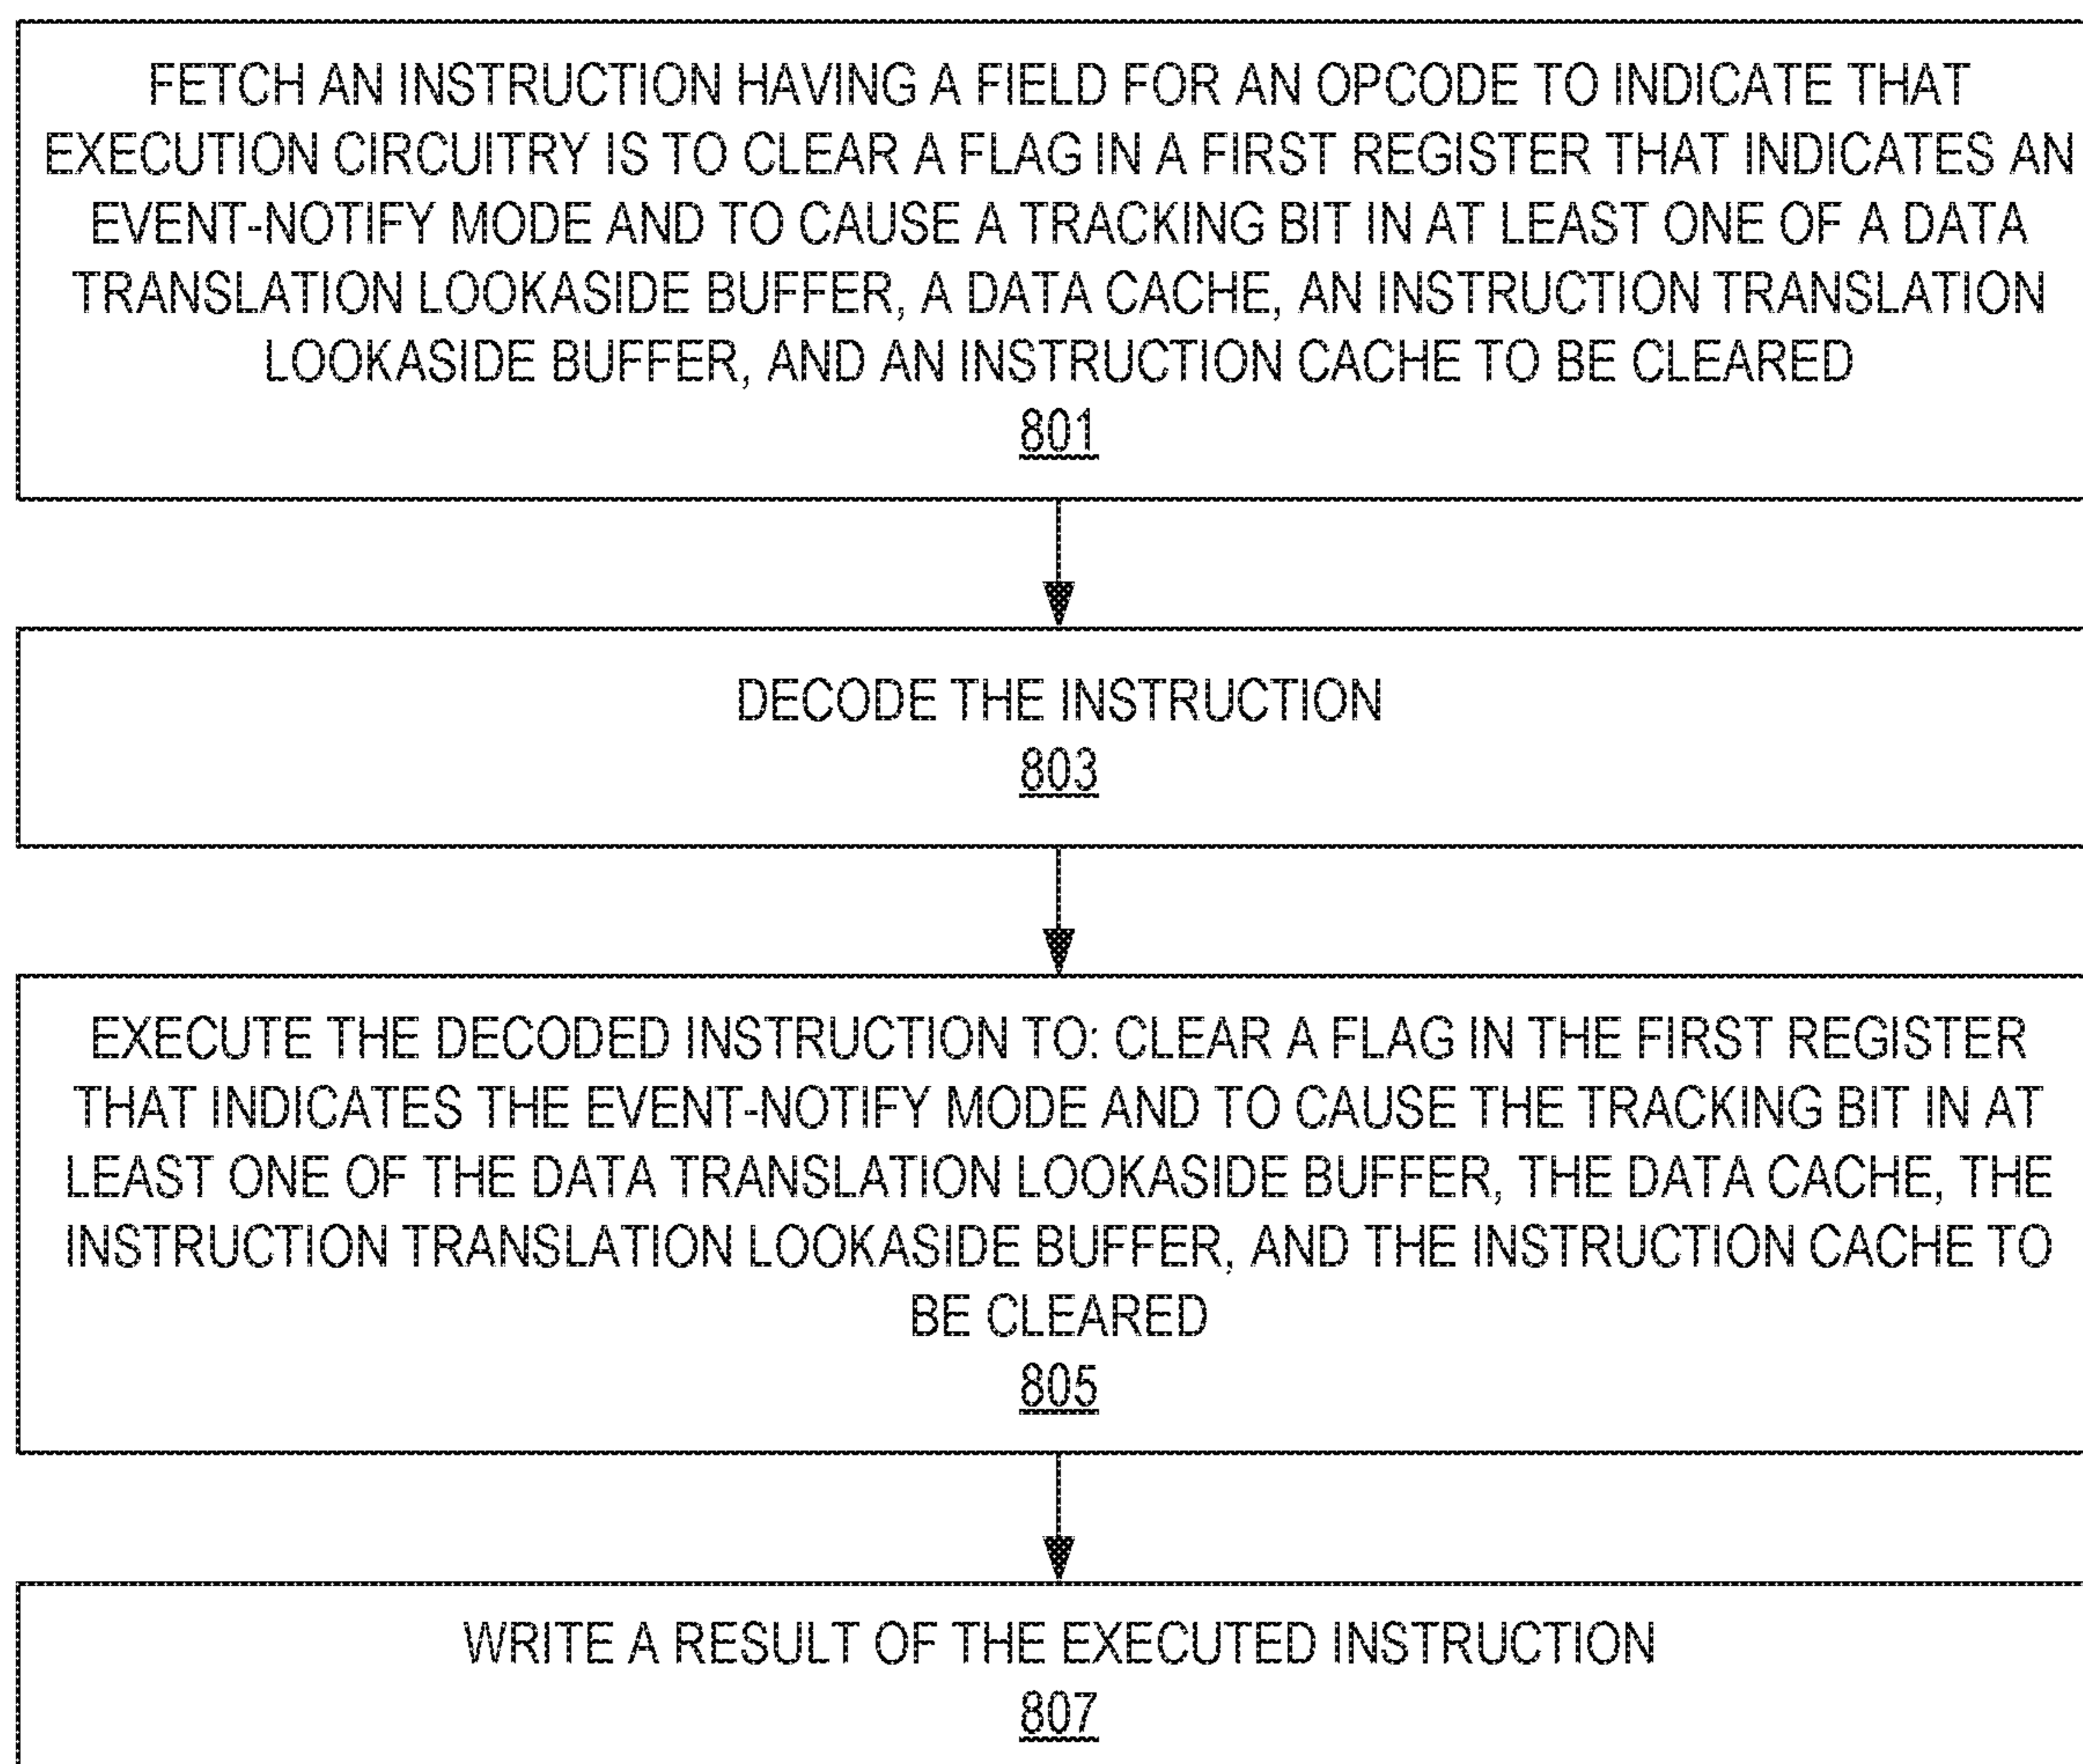 FETCH AN INSTRUCTION HAVING A FIELD FOR AN OPCODE TO INDICATE THAT
EXECUTION CIRCUITRY IS TO CLEAR A FLAG IN A FIRST REGISTER THAT INDICATES AN
EVENT-NOTIFY MODE AND TO CAUSE A TRACKING BIT IN AT LEAST ONE OF A DATA
TRANSLATION LOOKASIDE BUFFER, A DATA CACHE, AN INSTRUCTION TRANSLATION
LOOKASIDE BUFFER, AND AN INSTRUCTION CACHE TO BE CLEARED
801
DECODE THE INSTRUCTION
803
EXECUTE THE DECODED INSTRUCTION TO: CLEAR A FLAG IN THE FIRST REGISTER
THAT INDICATES THE EVENT-NOTIFY MODE AND TO CAUSE THE TRACKING BIT IN AT
LEAST ONE OF THE DATA TRANSLATION LOOKASIDE BUFFER, THE DATA CACHE, THE
INSTRUCTION TRANSLATION LOOKASIDE BUFFER, AND THE INSTRUCTION CACHE TO
BE CLEARED
805
WRITE A RESULT OF THE EXECUTED INSTRUCTION
807